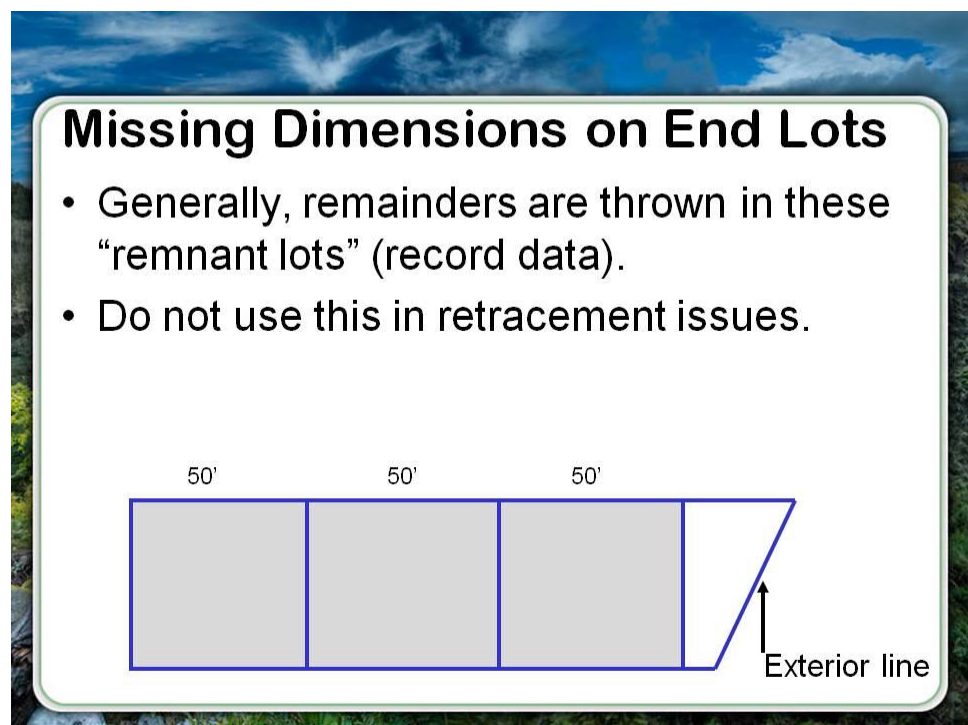 Missing Dimensions on End Lots
• Generally, remainders are thrown in these
“remnant lots” (record data).
• Do not use this in retracement issues.
50’ 50’ 50’
Exterior line